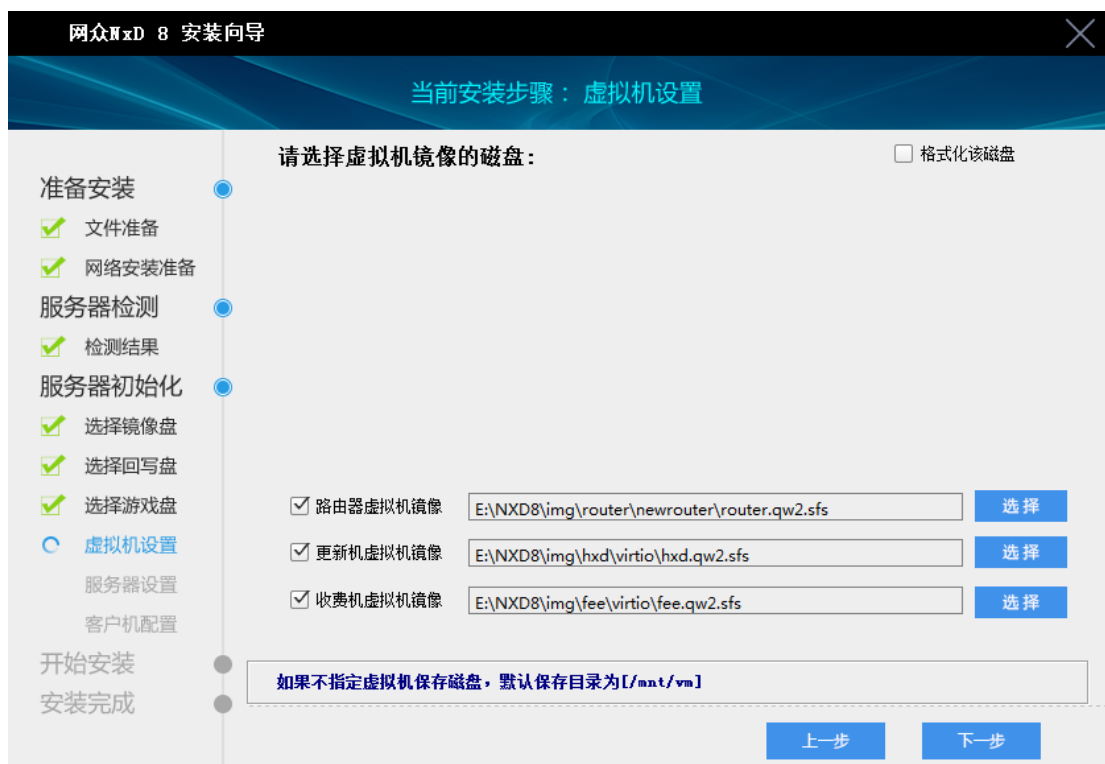 网众NxD 8 安装向导
当前安装步骤：虚拟机设置
请选择虚拟机镜像的磁盘:
格式化该磁盘
准备安装
文件准备
网络安装准备
服务器检测
检测结果
服务器初始化
选择镜像盘
选择回写盘
选择游戏盘
虚拟机设置
服务器设置
客户机配置
开始安装
安装完成
路由器虚拟机镜像 E:\NXD8\img\router\newrouter\router.qw2.sfs 选择
更新机虚拟机镜像 E:\NXD8\img\hxd\virtio\hxd.qw2.sfs 选择
收费机虚拟机镜像 E:\NXD8\img\fee\virtio\fee.qw2.sfs 选择
如果不指定虚拟机保存磁盘，默认保存目录为[/mnt/vm]
上一步 下一步